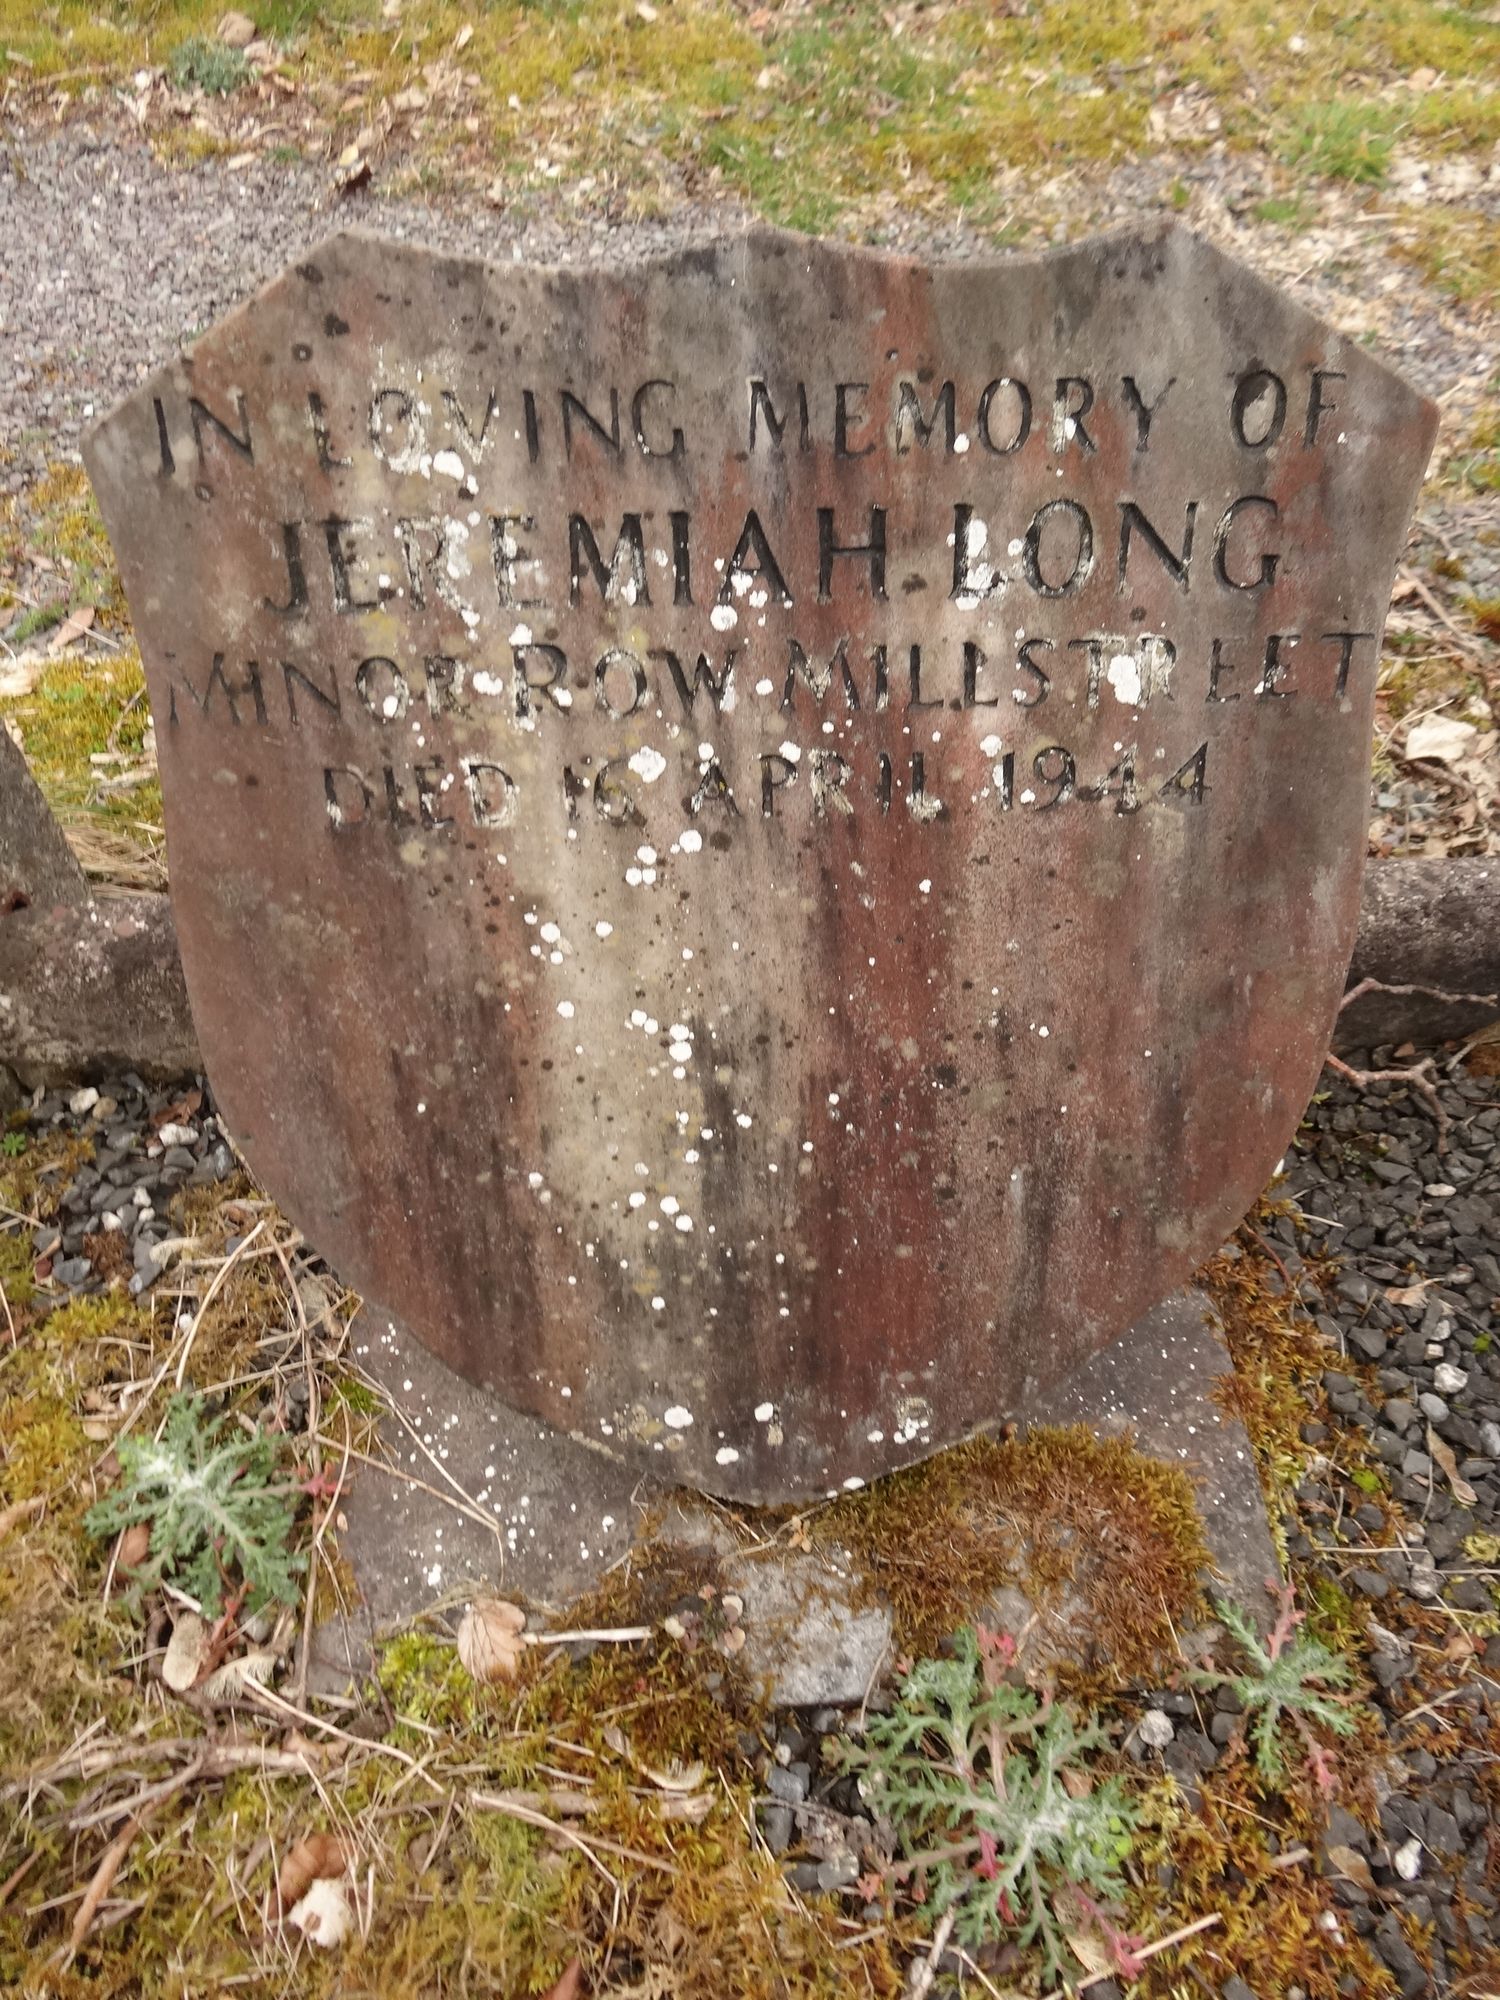 IN LOVING MEMORY OF
JEREMIAH LONG
MINOR ROW MILLSTREET
DIED 16 APRIL 1944